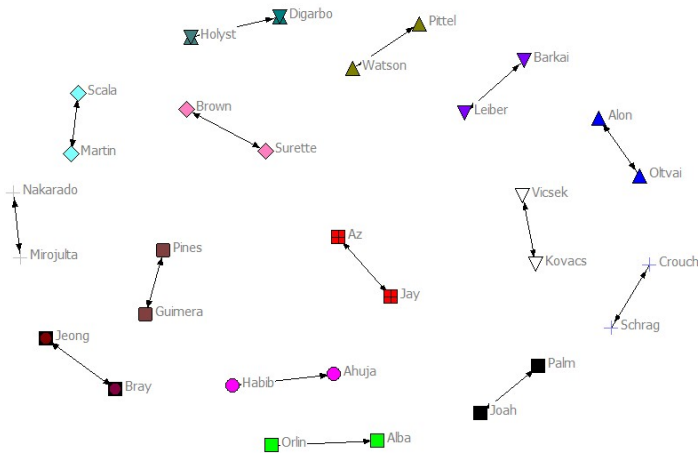 Digarbo
Holyst
Pittel
Watson
Barkai
Leiber
Scala
Brown
Alon
Martin
Surette
Oltvai
Nakarado
Vicsek
Mirojulta
Pines
Az
Kovacs
Crouch
Guimera
Jay
Schrag
Jeong
Bray
Habib
Ahuja
Palm
Joah
Orlin
Alba